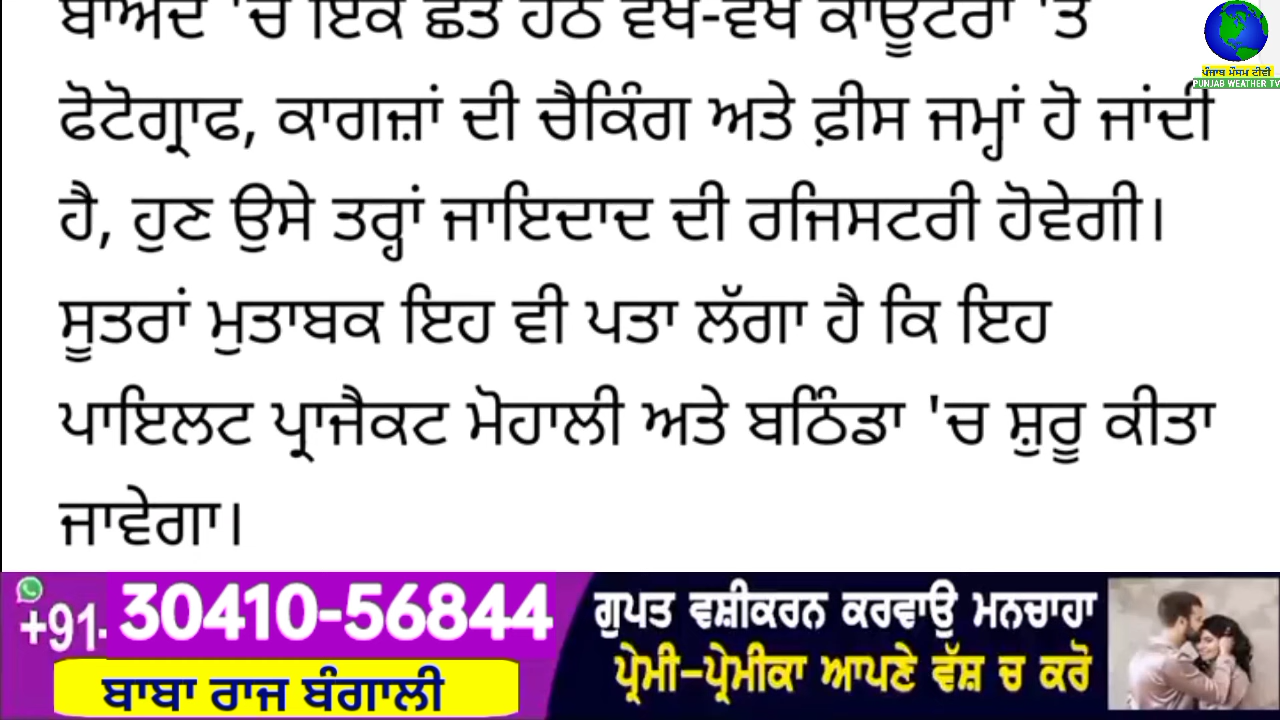 ਬਾਅਦ 'ਚ ਇੱਕ ਛੱਤ ਹੇਠ ਵੱਖ-ਵੱਖ ਕਾਊਂਟਰਾਂ 'ਤੇ
ਫੋਟੋਗ੍ਰਾਫ, ਕਾਗਜ਼ਾਂ ਦੀ ਚੈਕਿੰਗ ਅਤੇ ਫ਼ੀਸ ਜਮ੍ਹਾਂ ਹੋ ਜਾਂਦੀ
ਹੈ, ਹੁਣ ਉਸੇ ਤਰ੍ਹਾਂ ਜਾਇਦਾਦ ਦੀ ਰਜਿਸਟਰੀ ਹੋਵੇਗੀ।
ਸੂਤਰਾਂ ਮੁਤਾਬਕ ਇਹ ਵੀ ਪਤਾ ਲੱਗਾ ਹੈ ਕਿ ਇਹ
ਪਾਇਲਟ ਪ੍ਰਾਜੈਕਟ ਮੋਹਾਲੀ ਅਤੇ ਬਠਿੰਡਾ 'ਚ ਸ਼ੁਰੂ ਕੀਤਾ
ਜਾਵੇਗਾ।
ਪੰਜਾਬ ਮੌਸਮ ਟੀਵੀ
PUNJAB WEATHER TV
+91- 30410-56844
ਬਾਬਾ ਰਾਜ ਬੰਗਾਲੀ
ਗੁਪਤ ਵਸ਼ੀਕਰਨ ਕਰਵਾਉ ਮਨਚਾਹਾ
ਪ੍ਰੇਮੀ-ਪ੍ਰੇਮੀਕਾ ਆਪਣੇ ਵੱਸ਼ ਚ ਕਰੋ